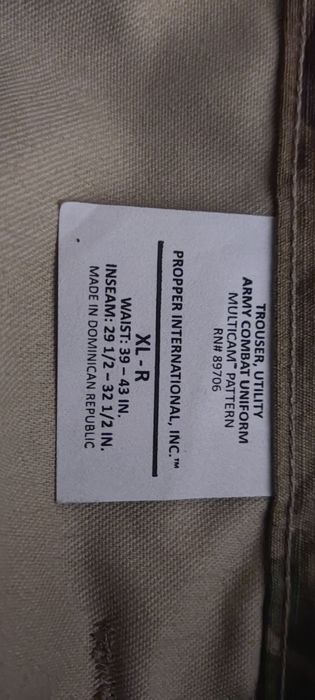 TROUSER, UTILITY
ARMY COMBAT UNIFORM
MULTICAM™ PATTERN
RN# 89706
PROPPER INTERNATIONAL, INC.™
XL - R
WAIST: 39 – 43 IN.
INSEAM: 29 1/2 – 32 1/2 IN.
MADE IN DOMINICAN REPUBLIC